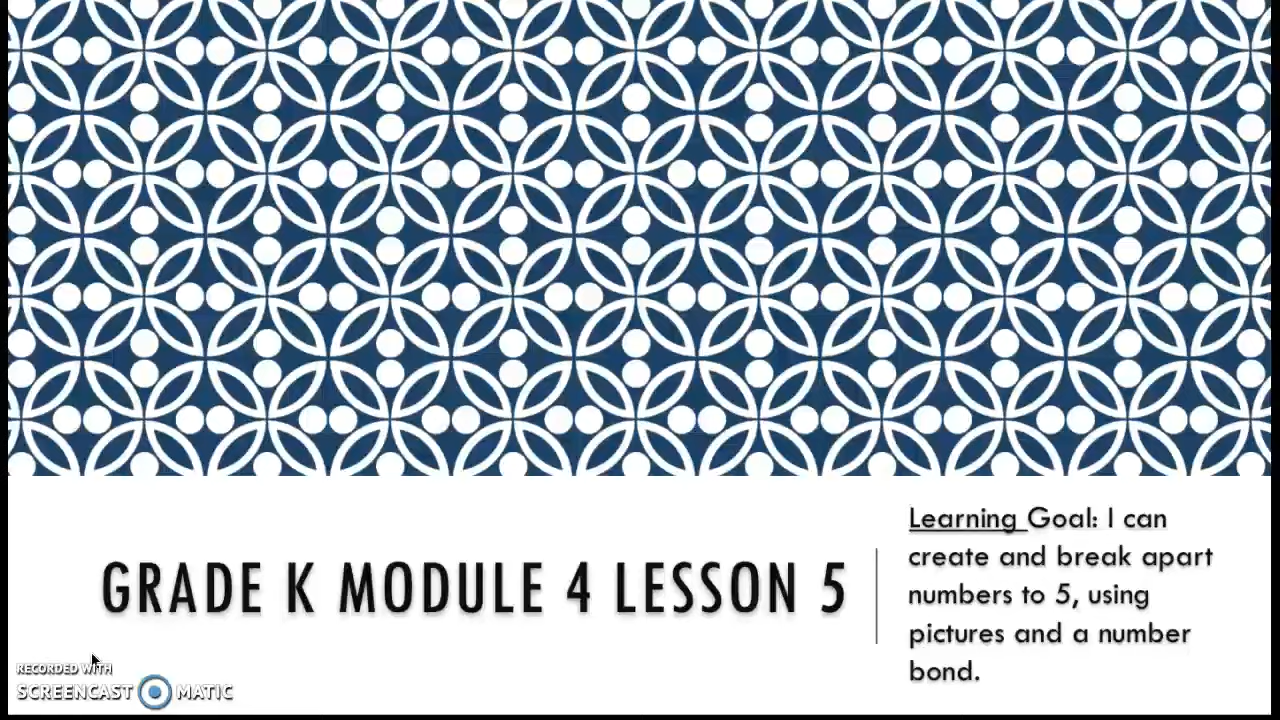 GRADE K MODULE 4 LESSON 5
Learning Goal: I can
create and break apart
numbers to 5, using
pictures and a number
bond.
RECORDED WITH
SCREENCAST MATIC